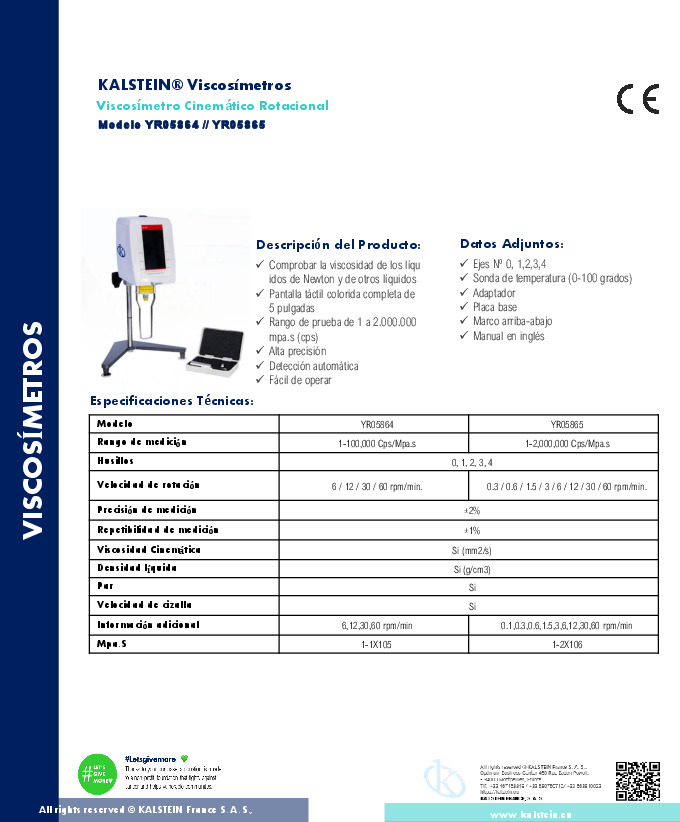 KALSTEIN® Viscosímetros
Viscosímetro Cinemático Rotacional
Modelo YR05864 // YR05865
CE
VISCOSÍMETROS
Descripción del Producto:
✓ Comprobar la viscosidad de los líqu
idos de Newton y de otros líquidos
✓ Pantalla táctil colorida completa de
5 pulgadas
✓ Rango de prueba de 1 a 2.000.000
mpa.s (cps)
✓ Alta precisión
✓ Detección automática
✓ Fácil de operar
Datos Adjuntos:
✓ Ejes Nº 0, 1,2,3,4
✓ Sonda de temperatura (0-100 grados)
✓ Adaptador
✓ Placa base
✓ Marco arriba-abajo
✓ Manual en inglés
Especificaciones Técnicas:
Modelo YR05864 YR05865
Rango de medición 1-100,000 Cps/Mpa.s 1-2,000,000 Cps/Mpa.s
Husillos 0, 1, 2, 3, 4
Velocidad de rotación 6 / 12 / 30 / 60 rpm/min. 0.3 / 0.6 / 1.5 / 3 / 6 / 12 / 30 / 60 rpm/min.
Precisión de medición ±2%
Repetibilidad de medición ±1%
Viscosidad Cinemática Si (mm2/s)
Densidad líquida Si (g/cm3)
Par Si
Velocidad de cizalla Si
Información adicional 6,12,30,60 rpm/min 0.1,0.3,0.6,1.5,3,6,12,30,60 rpm/min
Mpa.S 1-1X105 1-2X106
# LET'S
GIVE
MORE
#Letsgivemore
All rights reserved © KALSTEIN France S. A. S.,
KALSTEIN FRANCE, S. A. S
All rights reserved © KALSTEIN France S.A.S.,
www.kalstein.co